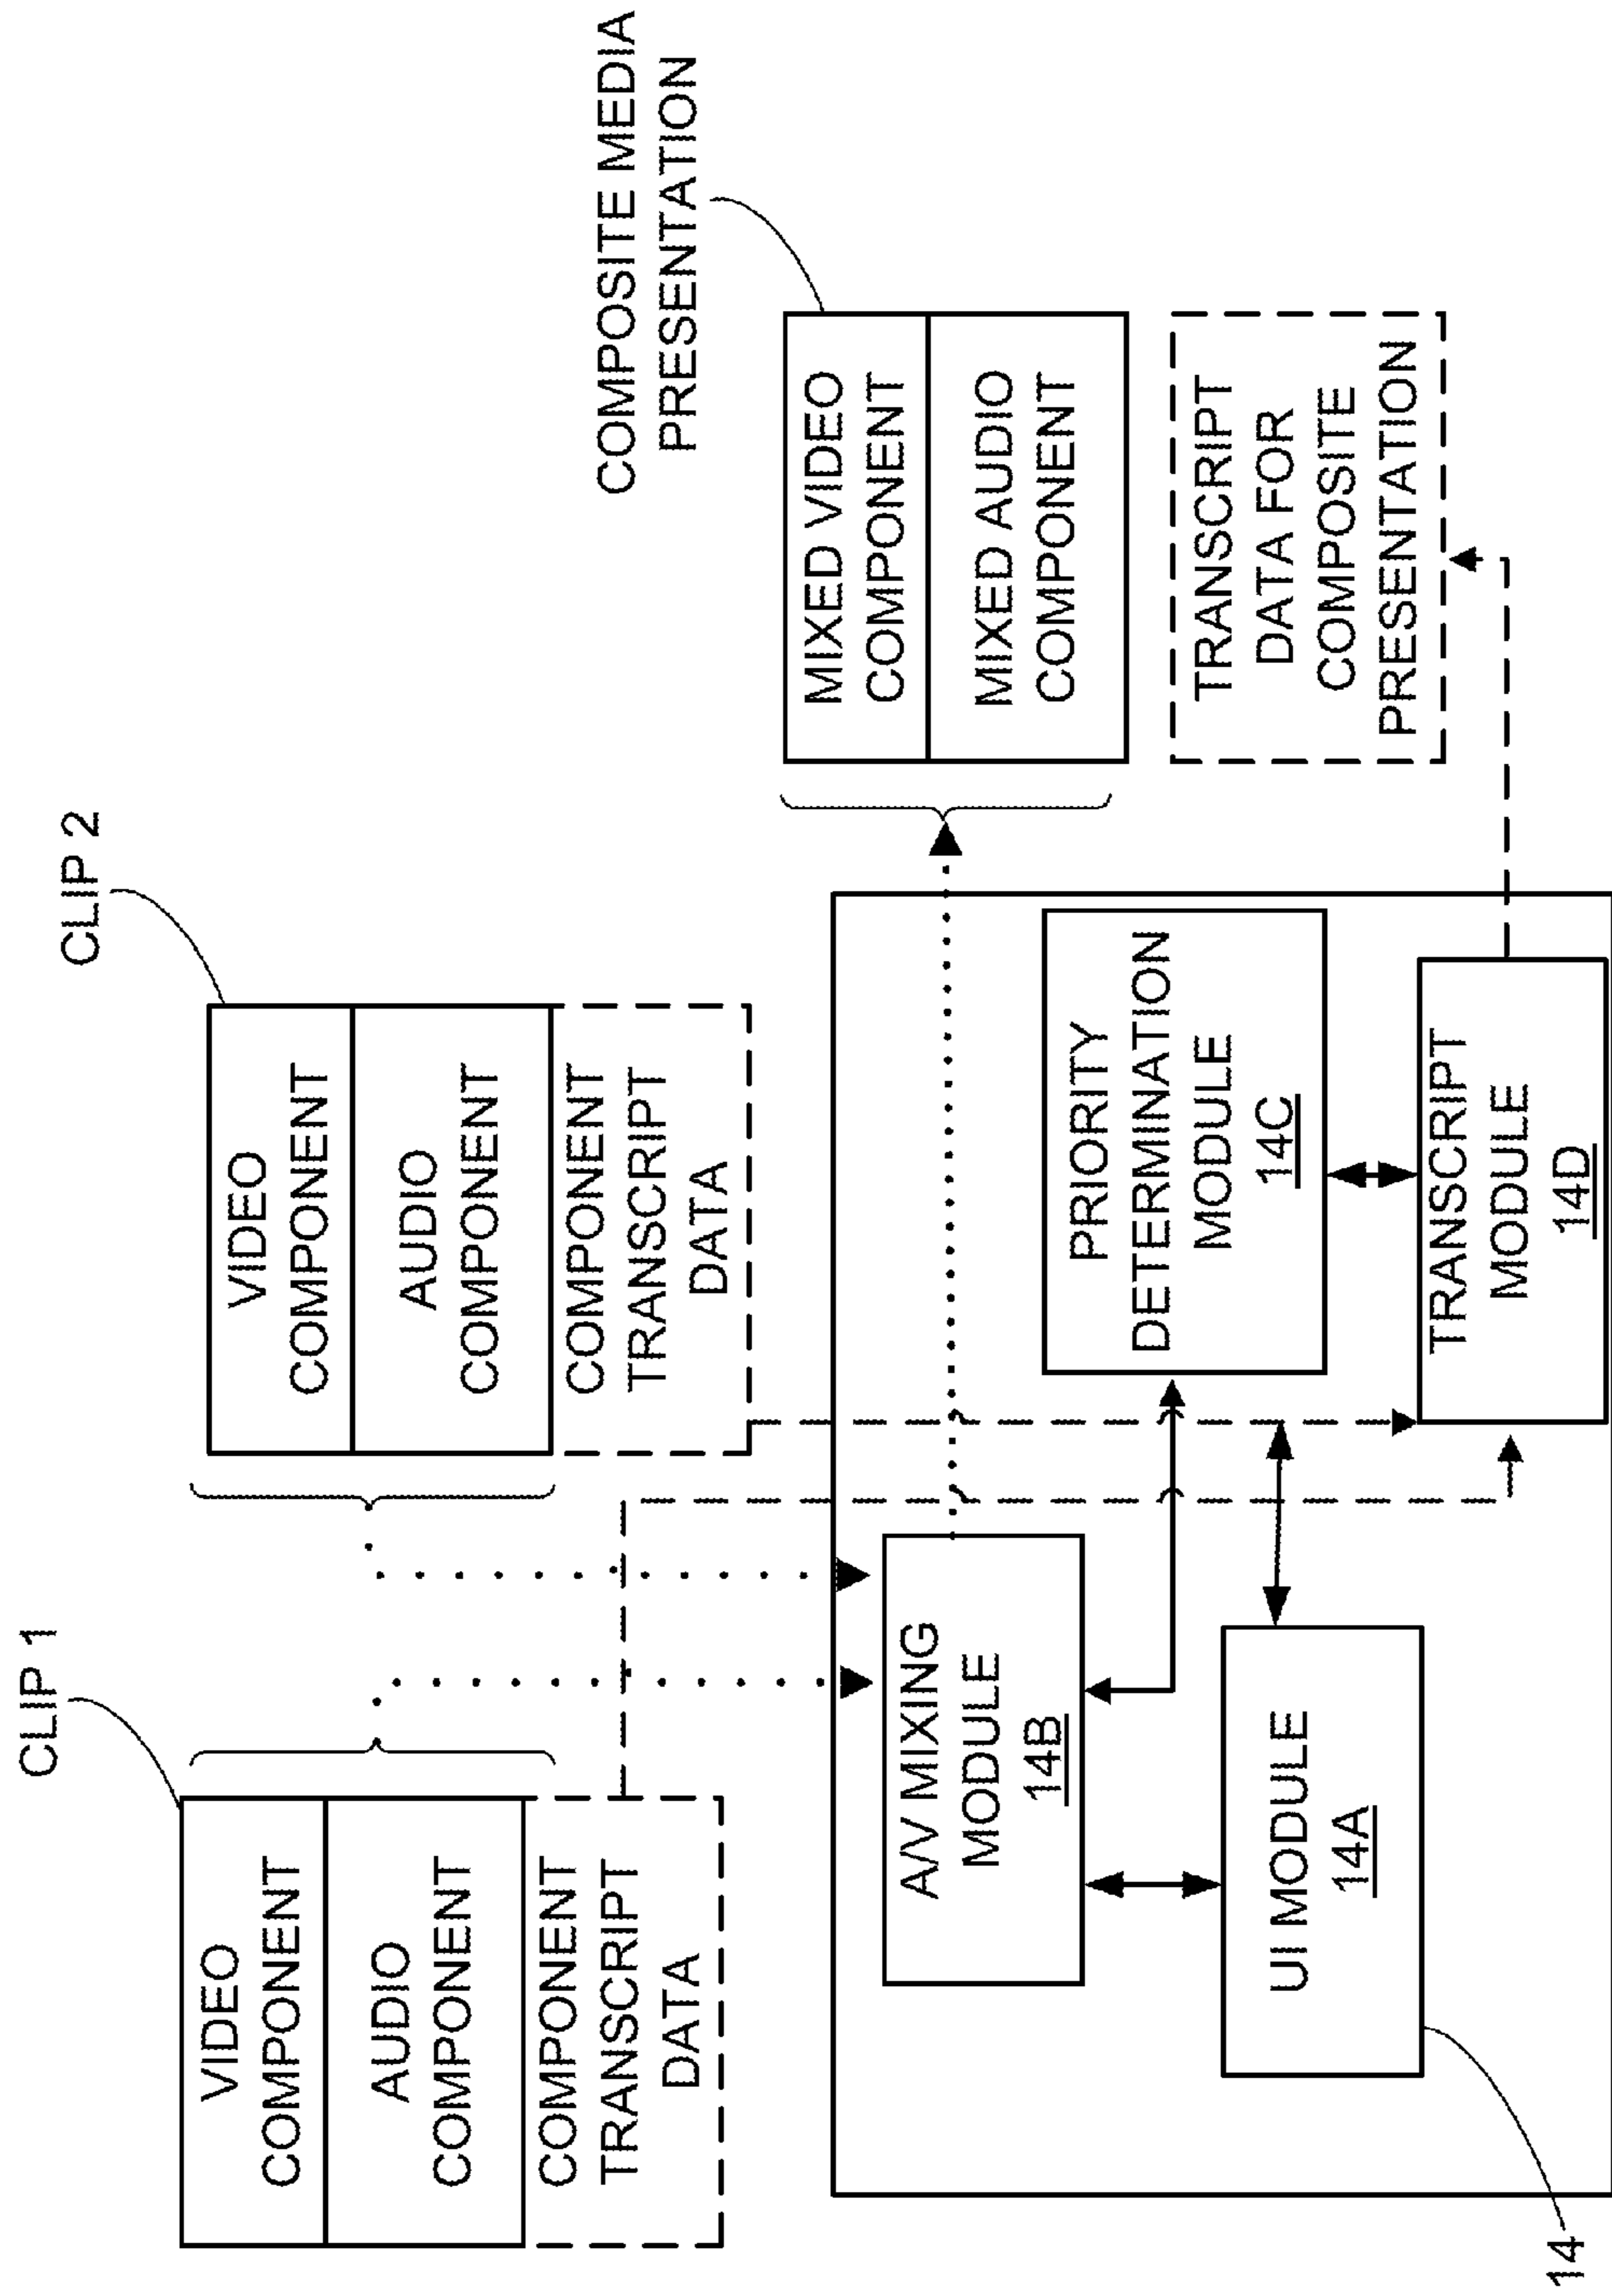 CLIP 1
VIDEO
COMPONENT
AUDIO
COMPONENT
COMPONENT
TRANSCRIPT
DATA
CLIP 2
VIDEO
COMPONENT
AUDIO
COMPONENT
COMPONENT
TRANSCRIPT
DATA
COMPOSITE MEDIA
PRESENTATION
MIXED VIDEO
COMPONENT
MIXED AUDIO
COMPONENT
TRANSCRIPT
DATA FOR
COMPOSITE
PRESENTATION
A/V MIXING
MODULE
14B
PRIORITY
DETERMINATION
MODULE
14C
UI MODULE
14A
TRANSCRIPT
MODULE
14D
14